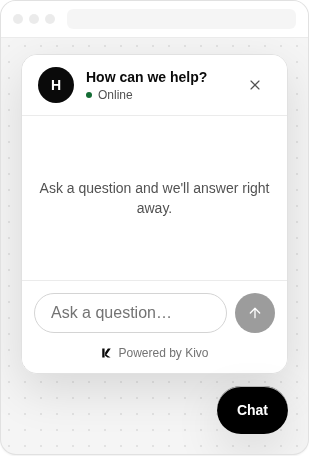 H
How can we help?
Online
Ask a question and we'll answer right
away.
Ask a question…
Powered by Kivo
Chat